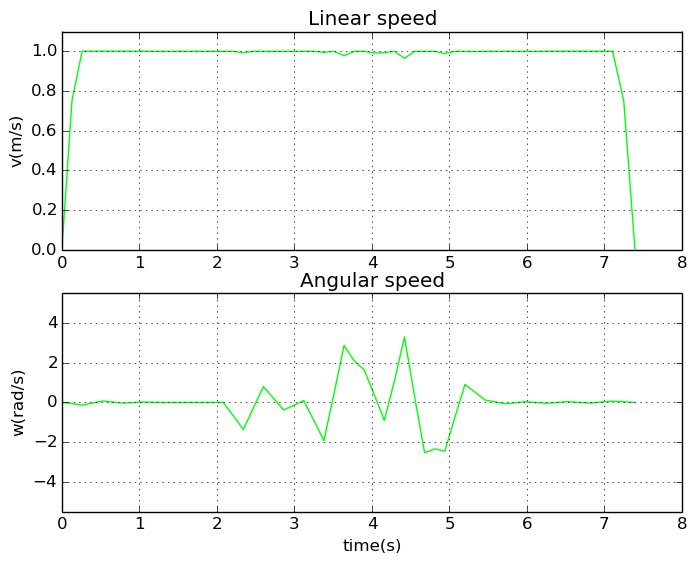 Linear speed
v(m/s)
1.0
0.8
0.6
0.4
0.2
0.0
0 1 2 3 4 5 6 7 8
Angular speed
w(rad/s)
4
2
0
−2
−4
0 1 2 3 4 5 6 7 8
time(s)